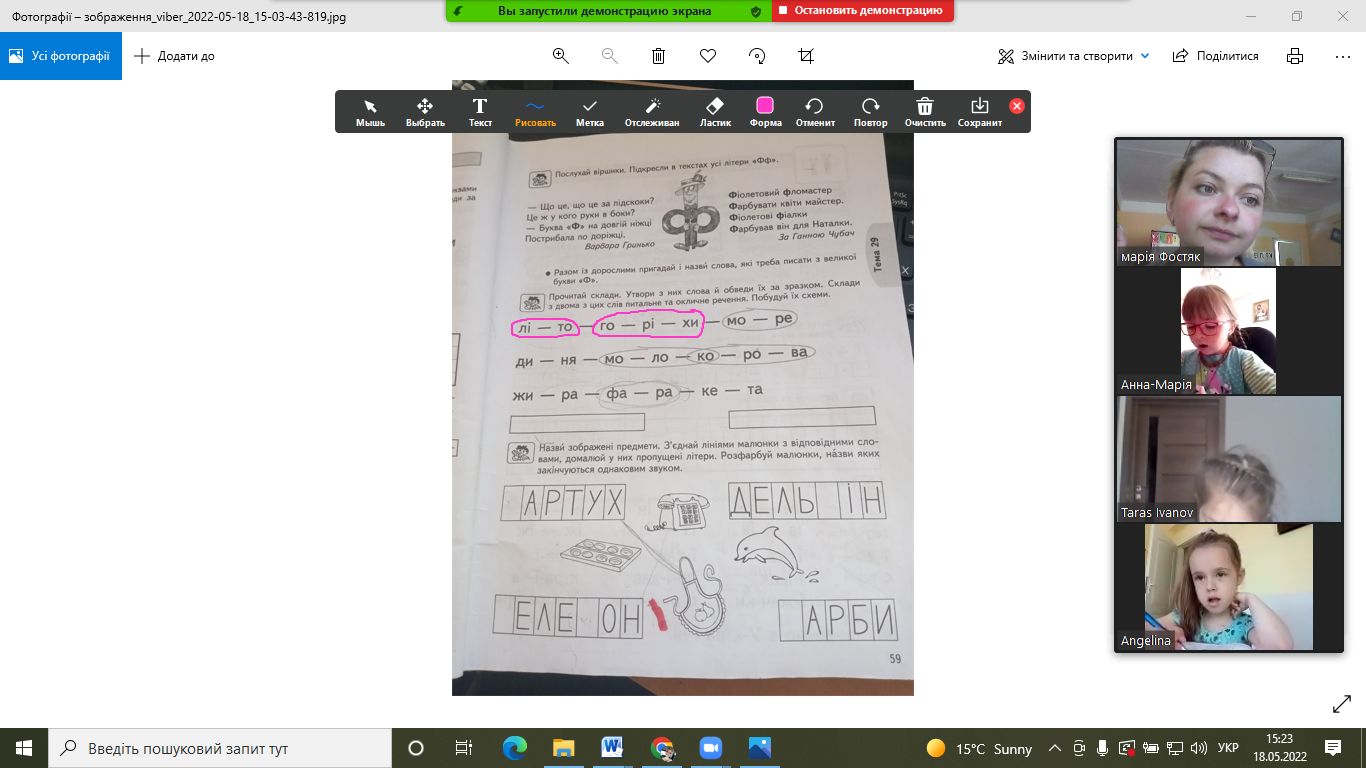 Вы запустили демонстрацию экрана
Остановить демонстрацию
Фотографії – зображення_viber_2022-05-18_15-03-43-819.jpg
Усі фотографії
Додати до
Змінити та створити
Поділитися
Мышь
Выбрать
Текст
Рисовать
Метка
Отслеживан
Ластик
Форма
Отменит
Повтор
Очистить
Сохранит
Послухай віршики. Підкресли в текстах усі літери «Фф».
— Що це, що це за підскоки?
Це ж у кого руки в боки?
— Буква «Ф» на довгій ніжці
Пострибала по доріжці.
Варвара Гринько
Фіолетовий фломастер
Фарбувати квіти майстер.
Фіолетові фіалки
Фарбував він для Наталки.
За Ганною Чубач
Тема 29
• Разом із дорослими пригадай і назви слова, які треба писати з великої
букви «Ф».
Прочитай склади. Утвори з них слова й обведи їх за зразком. Склади
з двома з цих слів питальне та окличне речення. Побудуй їх схеми.
лі — то — го — рі — хи — мо — ре
ди — ня — мо — ло — ко — ро — ва
жи — ра — фа — ра — ке — та
Назви зображені предмети. З'єднай лініями малюнки з відповідними сло-
вами, домалюй у них пропущені літери. Розфарбуй малюнки, назви яких
закінчуються однаковим звуком.
АРТУХ
ДЕЛЬ ІН
ЕЛЕ ОН
АРБИ
59
PrtSc
SysRq
марія Фостяк
Анна-Марія
Taras Ivanov
Angelina
Введіть пошуковий запит тут
15°C Sunny
УКР
15:23
18.05.2022